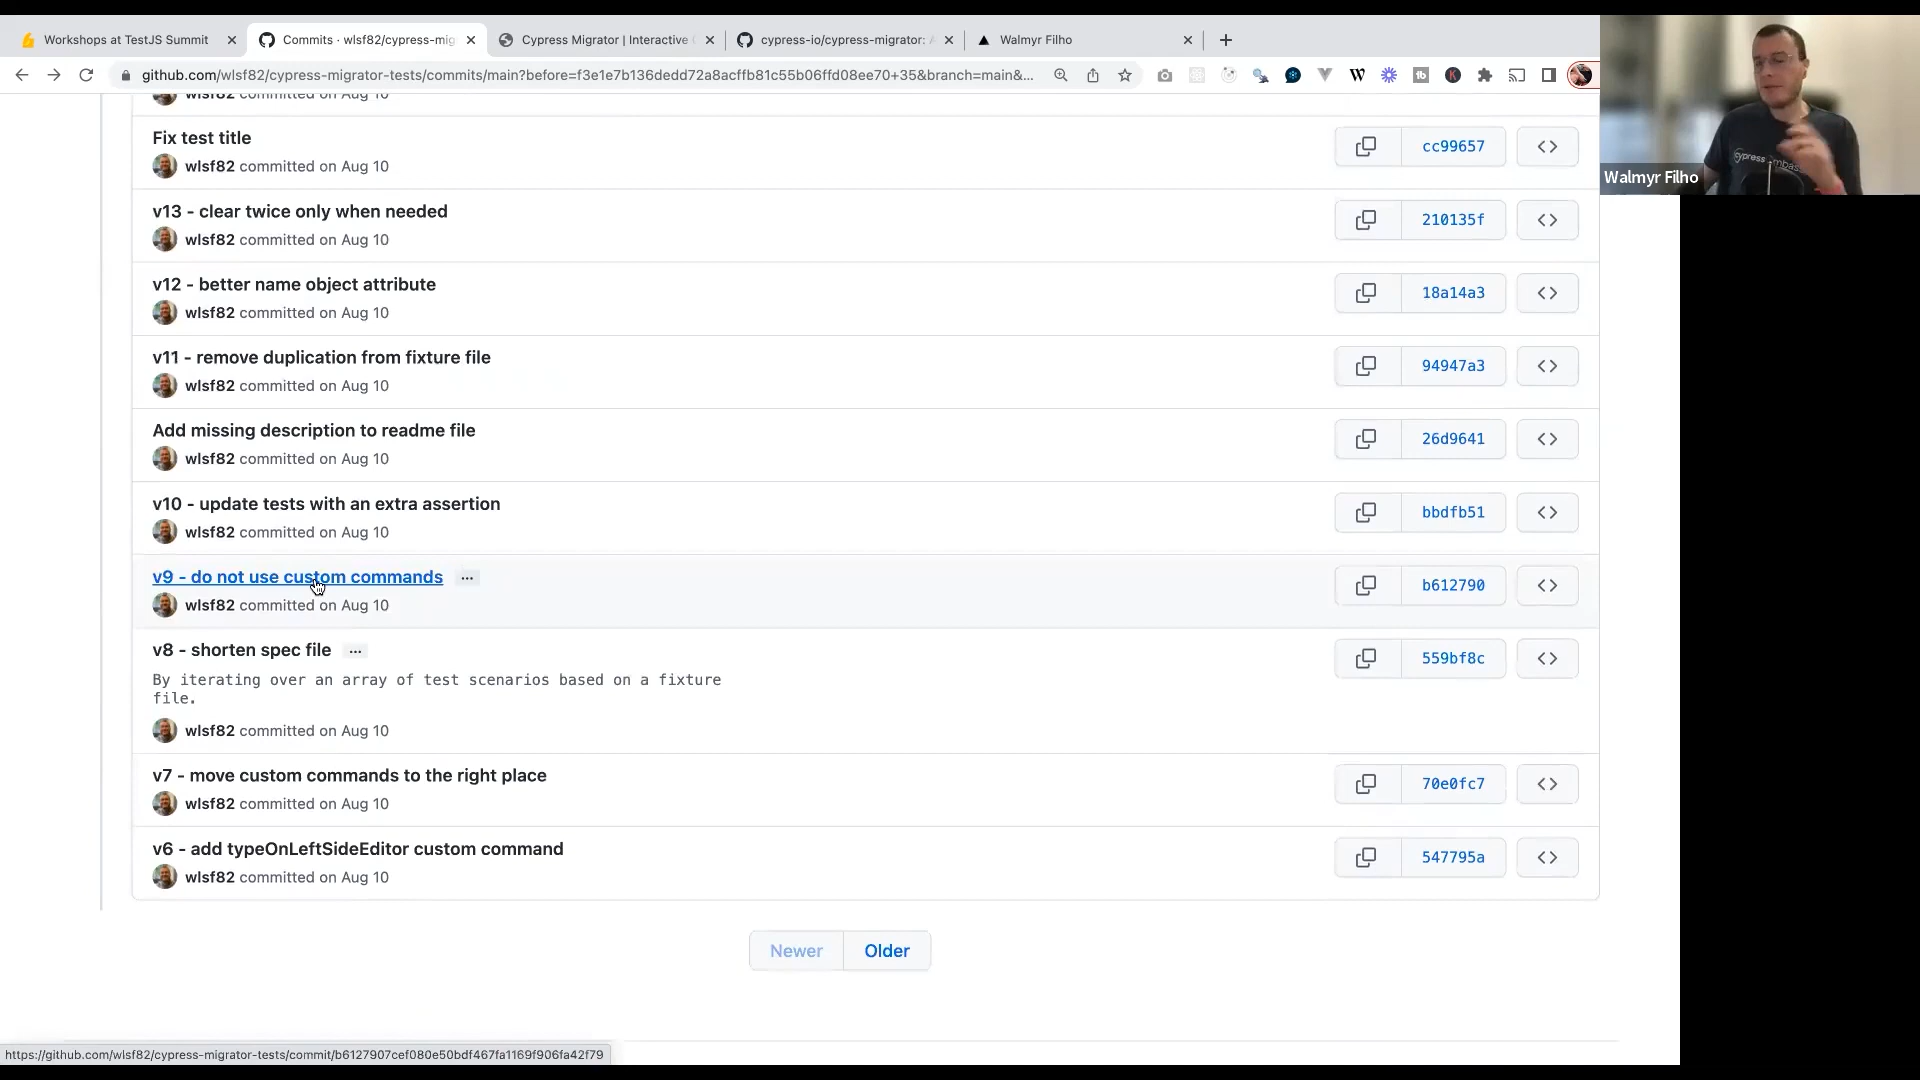 Workshops at TestJS Summit
Commits · wlsf82/cypress-mig
Cypress Migrator | Interactive
cypress-io/cypress-migrator:
Walmyr Filho
github.com/wlsf82/cypress-migrator-tests/commits/main?before=f3e1e7b136dedd72a8acffb81c55b06ffd08ee70+35&branch=main&...
wlsf82 committed on Aug 10
Fix test title
wlsf82 committed on Aug 10
cc99657
v13 - clear twice only when needed
wlsf82 committed on Aug 10
210135f
v12 - better name object attribute
wlsf82 committed on Aug 10
18a14a3
v11 - remove duplication from fixture file
wlsf82 committed on Aug 10
94947a3
Add missing description to readme file
wlsf82 committed on Aug 10
26d9641
v10 - update tests with an extra assertion
wlsf82 committed on Aug 10
bbdfb51
v9 - do not use custom commands ...
wlsf82 committed on Aug 10
b612790
v8 - shorten spec file ...
By iterating over an array of test scenarios based on a fixture
file.
wlsf82 committed on Aug 10
559bf8c
v7 - move custom commands to the right place
wlsf82 committed on Aug 10
70e0fc7
v6 - add typeOnLeftSideEditor custom command
wlsf82 committed on Aug 10
547795a
Newer
Older
https://github.com/wlsf82/cypress-migrator-tests/commit/b6127907cef080e50bdf467fa1169f906fa42f79
cypress
Walmyr Filho